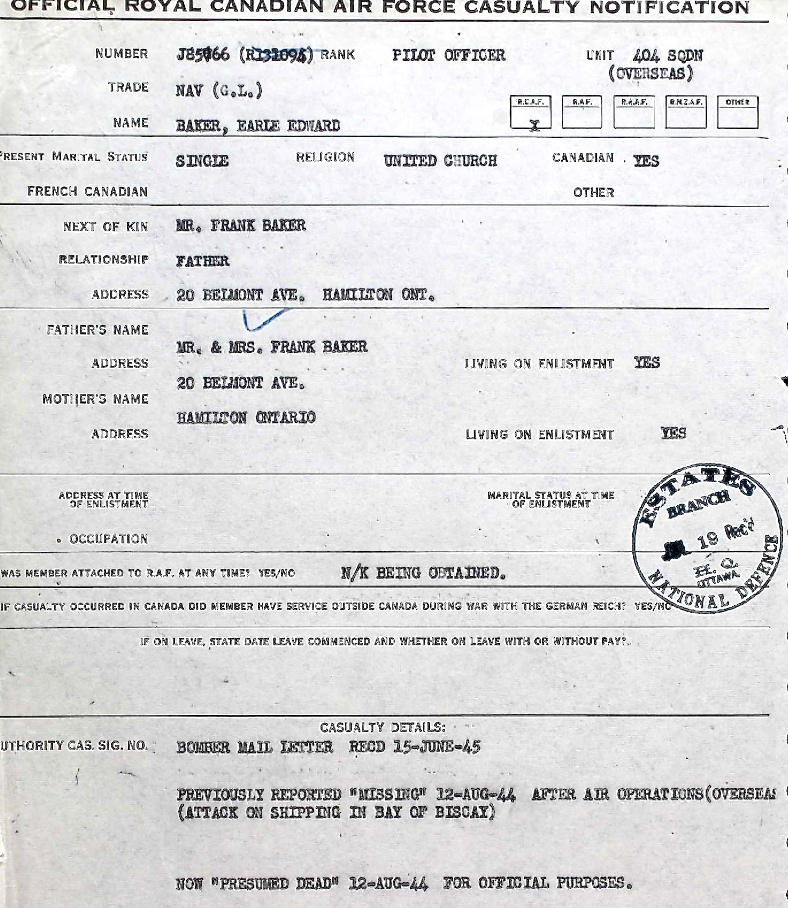 OFFICIAL ROYAL CANADIAN AIR FORCE CASUALTY NOTIFICATION
NUMBER RANK PILOT OFFICER UNIT 404 SQDN
(OVERSEAS)
TRADE NAV (G.L.)
R.C.A.F. R.A.F. R.A.A.F. R.N.Z.A.F. OTHER
NAME BAKER, EARLE EDWARD X
PRESENT MARITAL STATUS SINGLE RELIGION UNITED CHURCH CANADIAN YES
FRENCH CANADIAN OTHER
NEXT OF KIN MR. FRANK BAKER
RELATIONSHIP FATHER
ADDRESS 20 BELMONT AVE. HAMILTON ONT.
FATHER'S NAME
MR. & MRS. FRANK BAKER
ADDRESS LIVING ON ENLISTMENT YES
20 BELMONT AVE.
MOTHER'S NAME
HAMILTON ONTARIO
ADDRESS LIVING ON ENLISTMENT YES
ADDRESS AT TIME OF ENLISTMENT MARITAL STATUS AT TIME OF ENLISTMENT
OCCUPATION
ESTATES
BRANCH
19 Rec'd
H.Q.
OTTAWA
NATIONAL DEFENCE
WAS MEMBER ATTACHED TO R.A.F. AT ANY TIME? YES/NO N/K BEING OBTAINED.
IF CASUALTY OCCURRED IN CANADA DID MEMBER HAVE SERVICE OUTSIDE CANADA DURING WAR WITH THE GERMAN REICH? YES/NO
IF ON LEAVE, STATE DATE LEAVE COMMENCED AND WHETHER ON LEAVE WITH OR WITHOUT PAY?
CASUALTY DETAILS:
UTHORITY CAS. SIG. NO. BOMBER MAIL LETTER RECD 15-JUNE-45
PREVIOUSLY REPORTED "MISSING" 12-AUG-44 AFTER AIR OPERATIONS(OVERSEAS
(ATTACK ON SHIPPING IN BAY OF BISCAY)
NOW "PRESUMED DEAD" 12-AUG-44 FOR OFFICIAL PURPOSES.